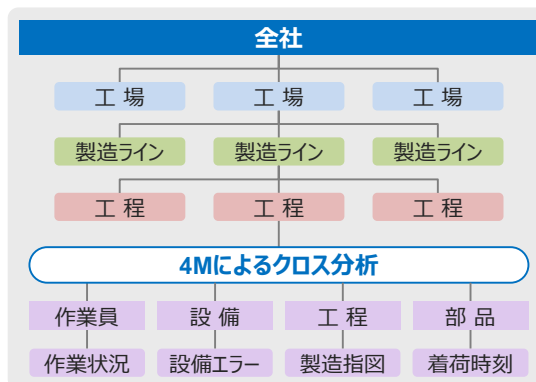 全社
工 場 工 場 工 場
製造ライン 製造ライン 製造ライン
工 程 工 程 工 程
4Mによるクロス分析
作業員 設 備 工 程 部 品
作業状況 設備エラー 製造指図 着荷時刻